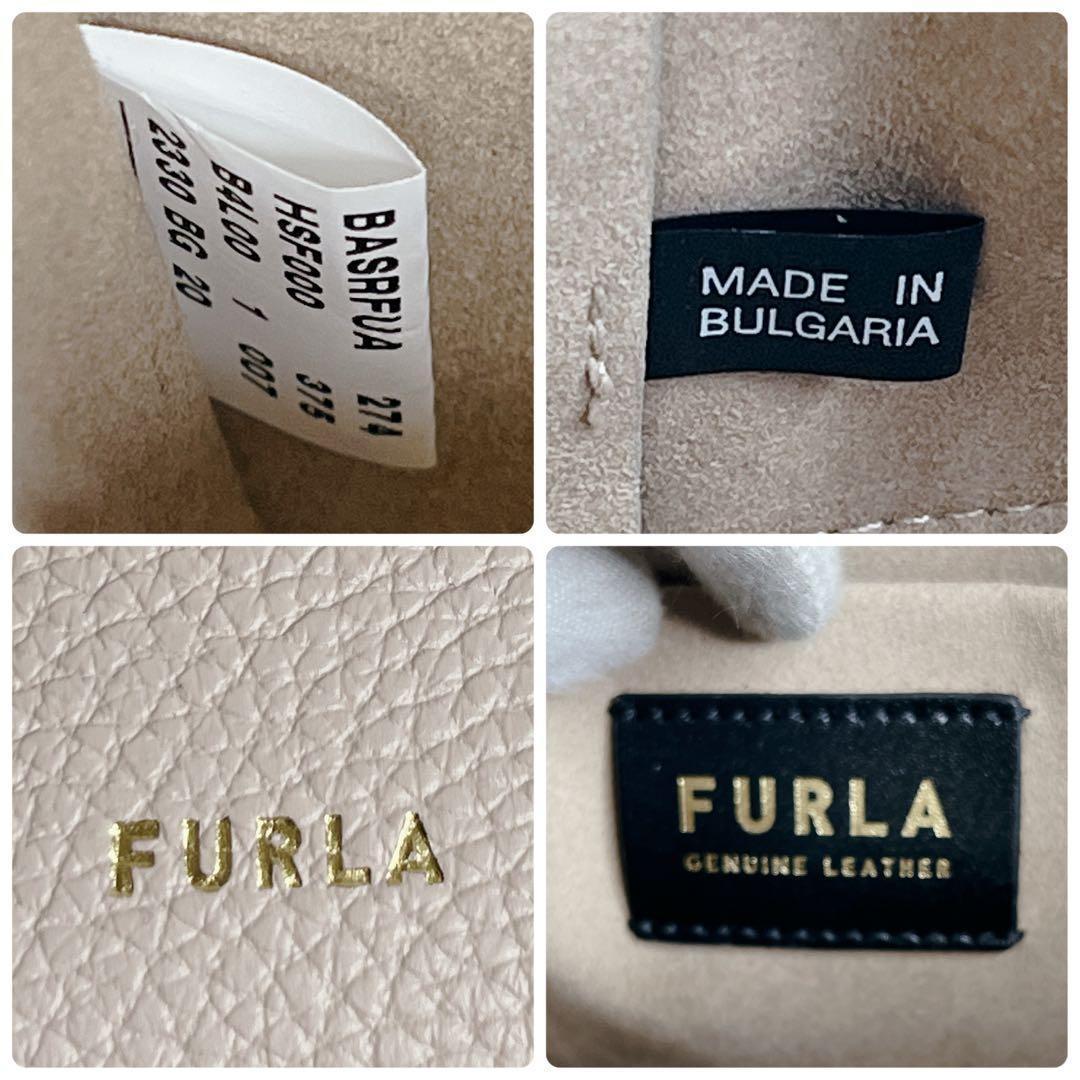 BASRFUA 274
HSF000 375
B4L00 1 007
2330 BG 20
MADE IN
BULGARIA
FURLA
FURLA
GENUINE LEATHER